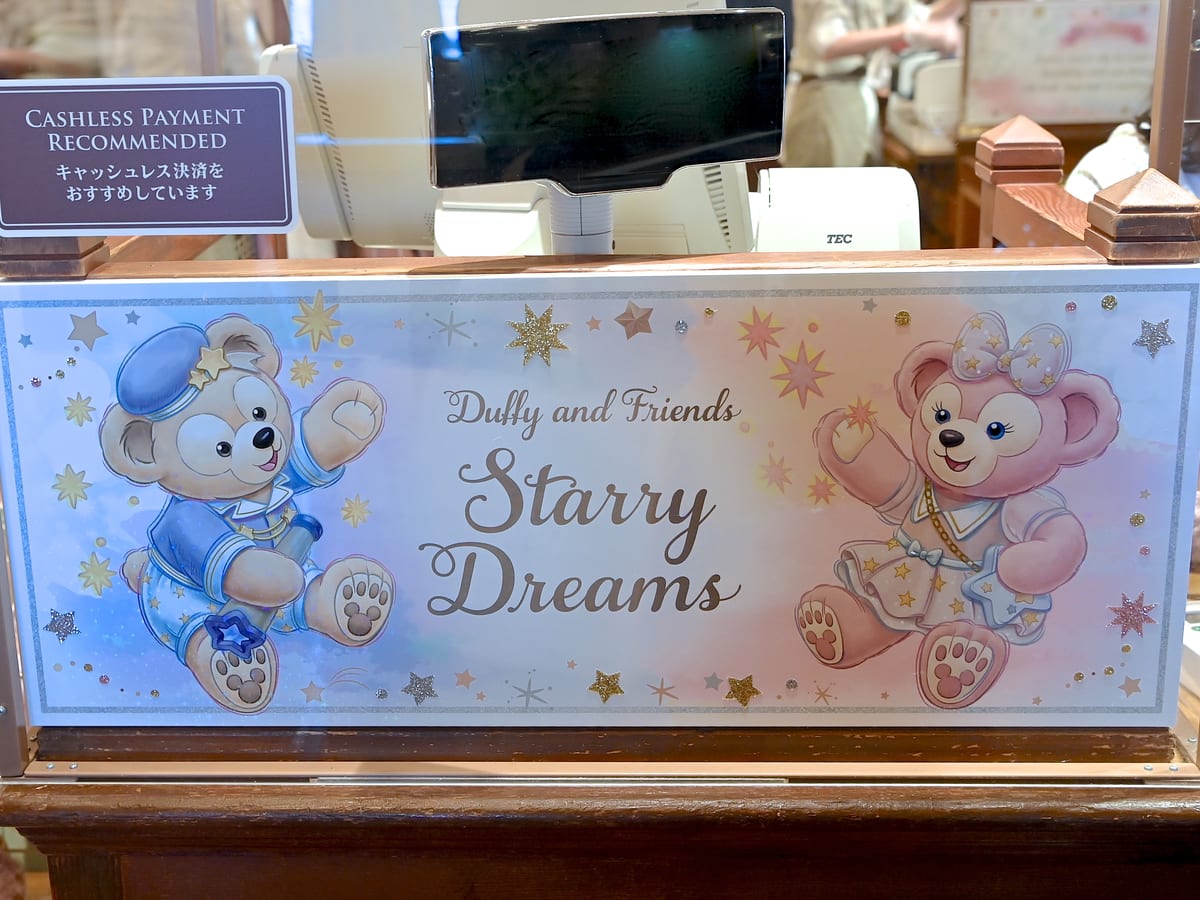 CASHLESS PAYMENT
RECOMMENDED
キャッシュレス決済を
おすすめしています
TEC
Duffy and Friends
Starry
Dreams